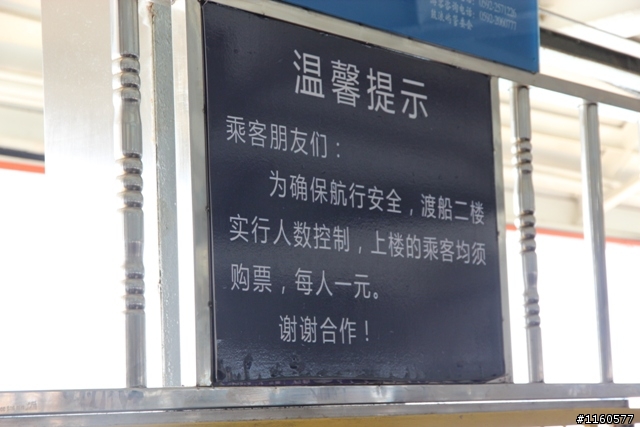 温馨提示
乘客朋友们：
为确保航行安全，渡船二楼
实行人数控制，上楼的乘客均须
购票，每人一元。
谢谢合作！
#1160577